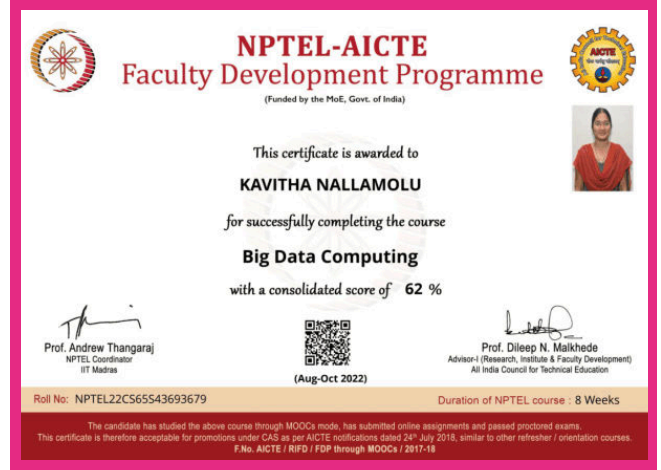 NPTEL-AICTE
Faculty Development Programme
(Funded by the MoE, Govt. of India)
AICTE
This certificate is awarded to
KAVITHA NALLAMOLU
for successfully completing the course
Big Data Computing
with a consolidated score of 62 %
Prof. Andrew Thangaraj
NPTEL Coordinator
IIT Madras
(Aug-Oct 2022)
Prof. Dileep N. Malkhede
Advisor-I (Research, Institute & Faculty Development)
All India Council for Technical Education
Roll No: NPTEL22CS65S43693679
Duration of NPTEL course : 8 Weeks
The candidate has studied the above course through MOOCs mode, has submitted online assignments and passed proctored exams.
This certificate is therefore acceptable for promotions under CAS as per AICTE notifications dated 24th July 2018, similar to other refresher / orientation courses.
F.No. AICTE / RIFD / FDP through MOOCs / 2017-18